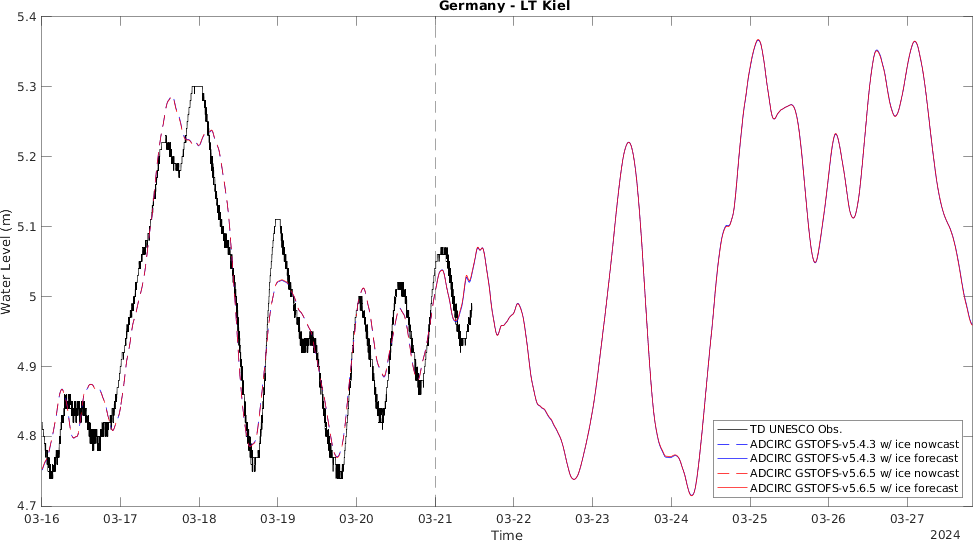 Germany - LT Kiel
5.4
5.3
5.2
5.1
5
4.9
4.8
4.7
Water Level (m)
03-16 03-17 03-18 03-19 03-20 03-21 03-22 03-23 03-24 03-25 03-26 03-27
Time
2024
TD UNESCO Obs.
ADCIRC GSTOFS-v5.4.3 w/ ice nowcast
ADCIRC GSTOFS-v5.4.3 w/ ice forecast
ADCIRC GSTOFS-v5.6.5 w/ ice nowcast
ADCIRC GSTOFS-v5.6.5 w/ ice forecast